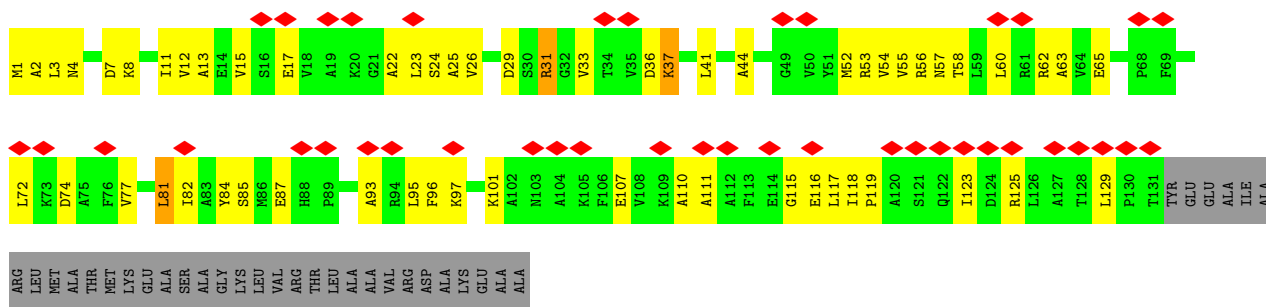 M1 A2 L3 N4 D7 K8 I11 V12 A13 E14 V15 S16 E17 V18 A19 K20 G21 A22 L23 S24 A25 V26 D29 S30 R31 G32 V33 T34 V35 D36 K37 L41 A44 G49 V50 Y51 M52 R53 V54 V55 R56 N57 T58 L59 L60 R61 R62 A63 V64 E65 P68 F69
L72 K73 D74 A75 F76 V77 L81 I82 A83 Y84 S85 M86 E87 H88 P89 A93 R94 L95 F96 K97 K101 A102 N103 A104 K105 F106 E107 V108 K109 A110 A111 A112 F113 E114 G115 E116 L117 I118 P119 A120 S121 Q122 I123 D124 R125 L126 A127 T128 L129 P130 T131 TYR GLU GLU ALA ILE ALA
ARG LEU MET ALA THR MET LYS GLU ALA SER ALA GLY LYS LEU VAL ARG THR LEU ALA ALA VAL ARG ASP ALA LYS GLU ALA ALA